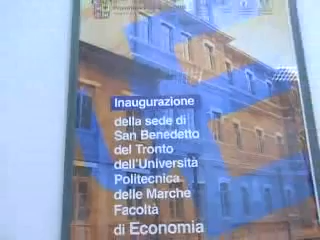 Inaugurazione
della sede di
San Benedetto
del Tronto
dell'Università
Politecnica
delle Marche
Facoltà
di Economia